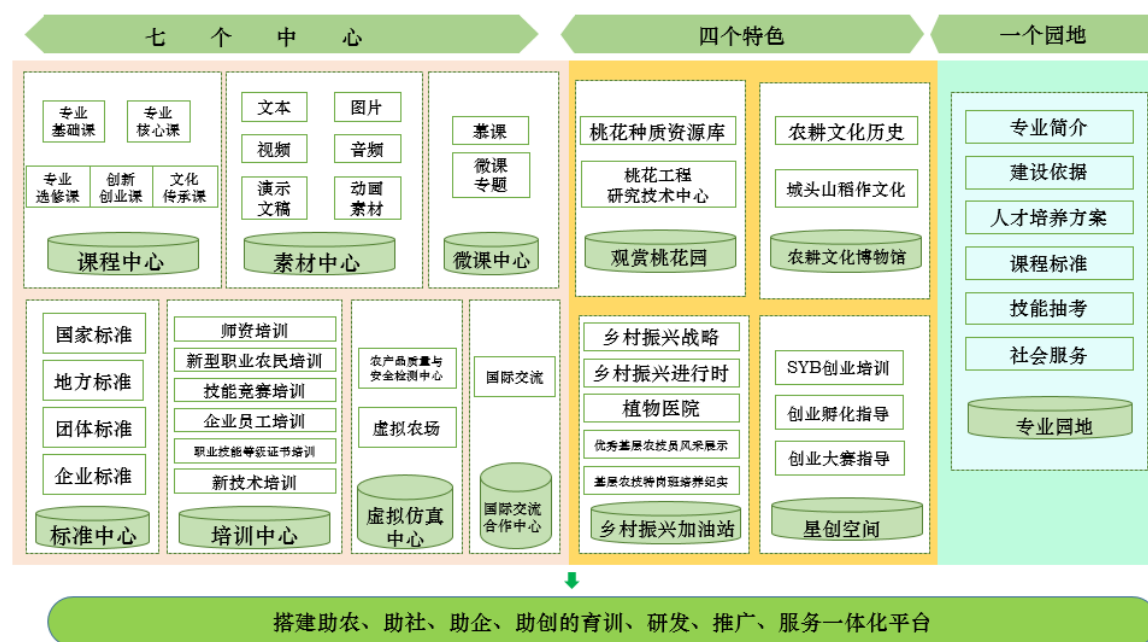 七个中心
四个特色
一个园地
专业
基础课
专业
核心课
专业
选修课
创新
创业课
文化
传承课
课程中心
文本
图片
视频
音频
演示
文稿
动画
素材
素材中心
慕课
微课
专题
微课中心
国家标准
地方标准
团体标准
企业标准
标准中心
师资培训
新型职业农民培训
技能竞赛培训
企业员工培训
职业技能等级证书培训
新技术培训
培训中心
农产品质量与
安全检测中心
虚拟农场
虚拟仿真
中心
国际交流
国际交流
合作中心
桃花种质资源库
桃花工程
研究技术中心
观赏桃花园
农耕文化历史
城头山稻作文化
农耕文化博物馆
乡村振兴战略
乡村振兴进行时
植物医院
优秀基层农技员风采展示
基层农技特岗班培养纪实
乡村振兴加油站
SYB创业培训
创业孵化指导
创业大赛指导
星创空间
专业简介
建设依据
人才培养方案
课程标准
技能抽考
社会服务
专业园地
搭建助农、助社、助企、助创的育训、研发、推广、服务一体化平台